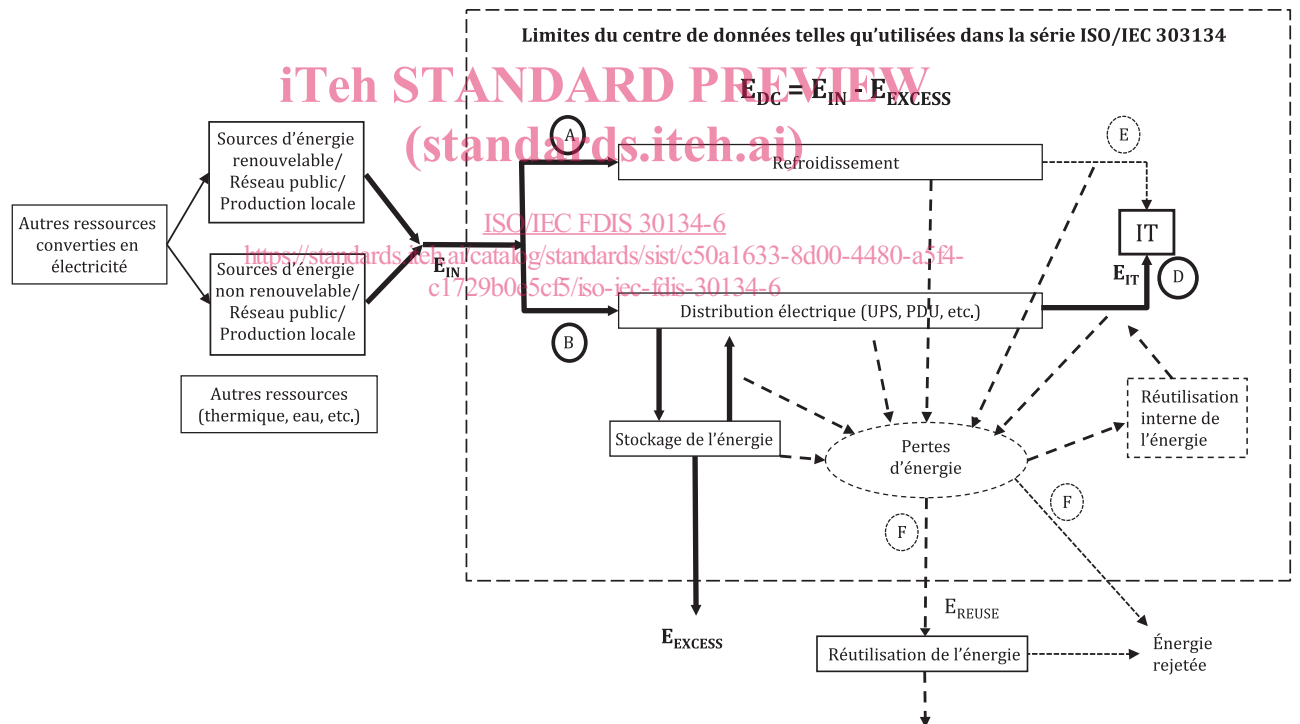 Limites du centre de données telles qu'utilisées dans la série ISO/IEC 303134
iTeh STANDARD PREVIEW
(standards.iteh.ai)
E_DC = E_IN - E_EXCESS
A
E
Sources d'énergie
renouvelable/
Réseau public/
Production locale
Refroidissement
Autres ressources
converties en
électricité
ISO/IEC FDIS 30134-6
https://standards.iteh.ai/catalog/standards/sist/c50a1633-8d00-4480-a5f4-
c1729b0c5cf5/iso-iec-fdis-30134-6
E_IN
IT
E_IT
D
Sources d'énergie
non renouvelable/
Réseau public/
Production locale
Distribution électrique (UPS, PDU, etc.)
B
Autres ressources
(thermique, eau, etc.)
Stockage de l'énergie
Pertes
d'énergie
Réutilisation
interne de
l'énergie
F
F
E_REUSE
E_EXCESS
Réutilisation de l'énergie
Énergie
rejetée